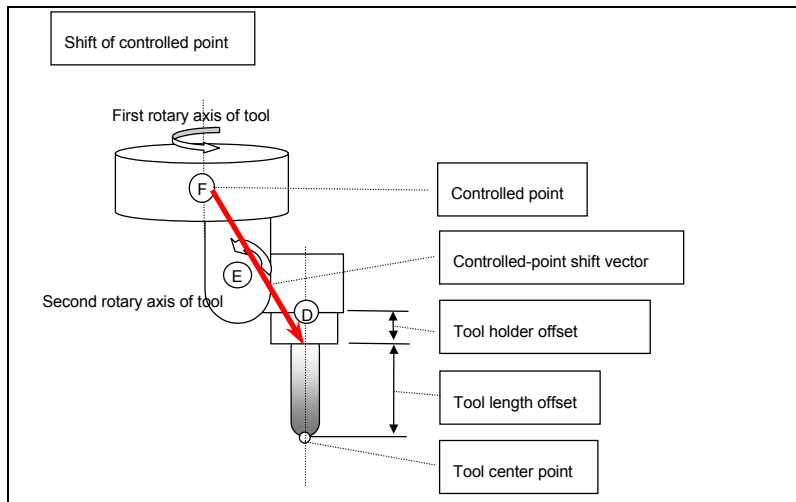 Shift of controlled point
First rotary axis of tool
F
Controlled point
Controlled-point shift vector
E
Second rotary axis of tool
D
Tool holder offset
Tool length offset
Tool center point